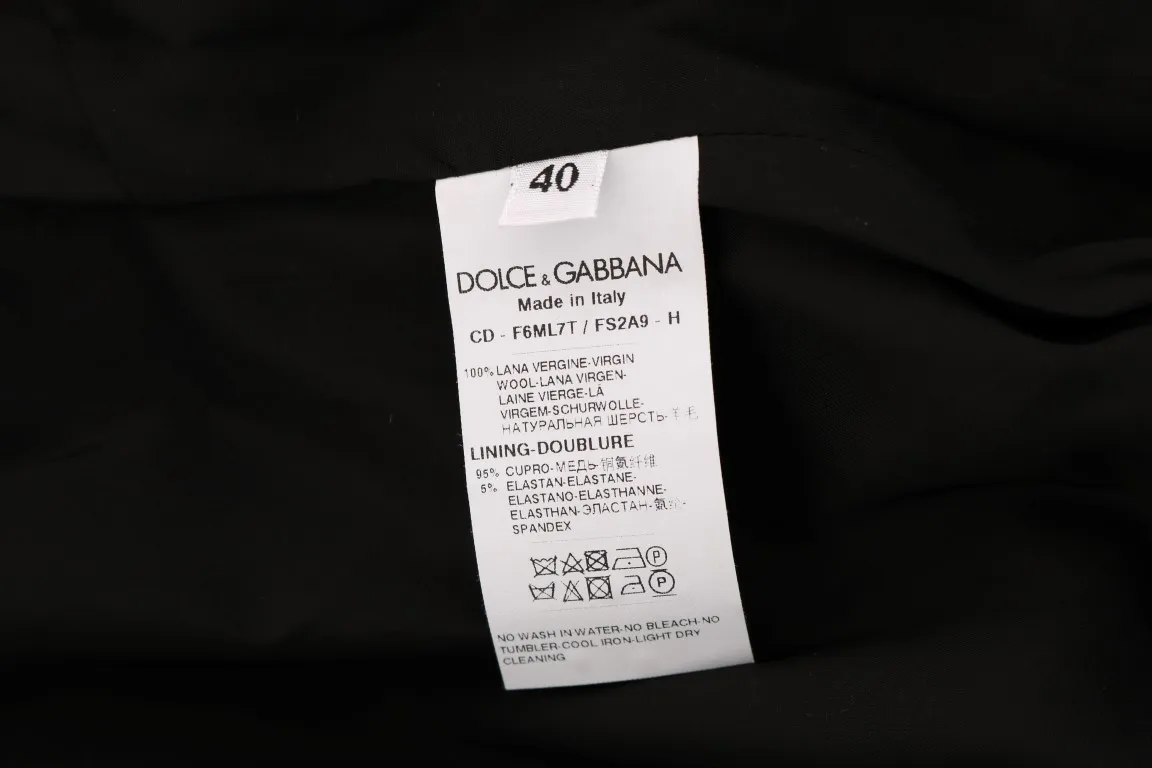 40
DOLCE & GABBANA
Made in Italy
CD - F6ML7T / FS2A9 - H
100% LANA VERGINE-VIRGIN
WOOL-LANA VIRGEN-
LAINE VIERGE-LÃ
VIRGEM-SCHURWOLLE-
НАТУРАЛЬНАЯ ШЕРСТЬ-羊毛
LINING-DOUBLURE
95% CUPRO-МЕДЬ-铜氨纤维
5% ELASTAN-ELASTANE-
ELASTANO-ELASTHANNE-
ELASTHAN-ЭЛАСТАН-氨纶-
SPANDEX
P
P
NO WASH IN WATER-NO BLEACH-NO
TUMBLER-COOL IRON-LIGHT DRY
CLEANING